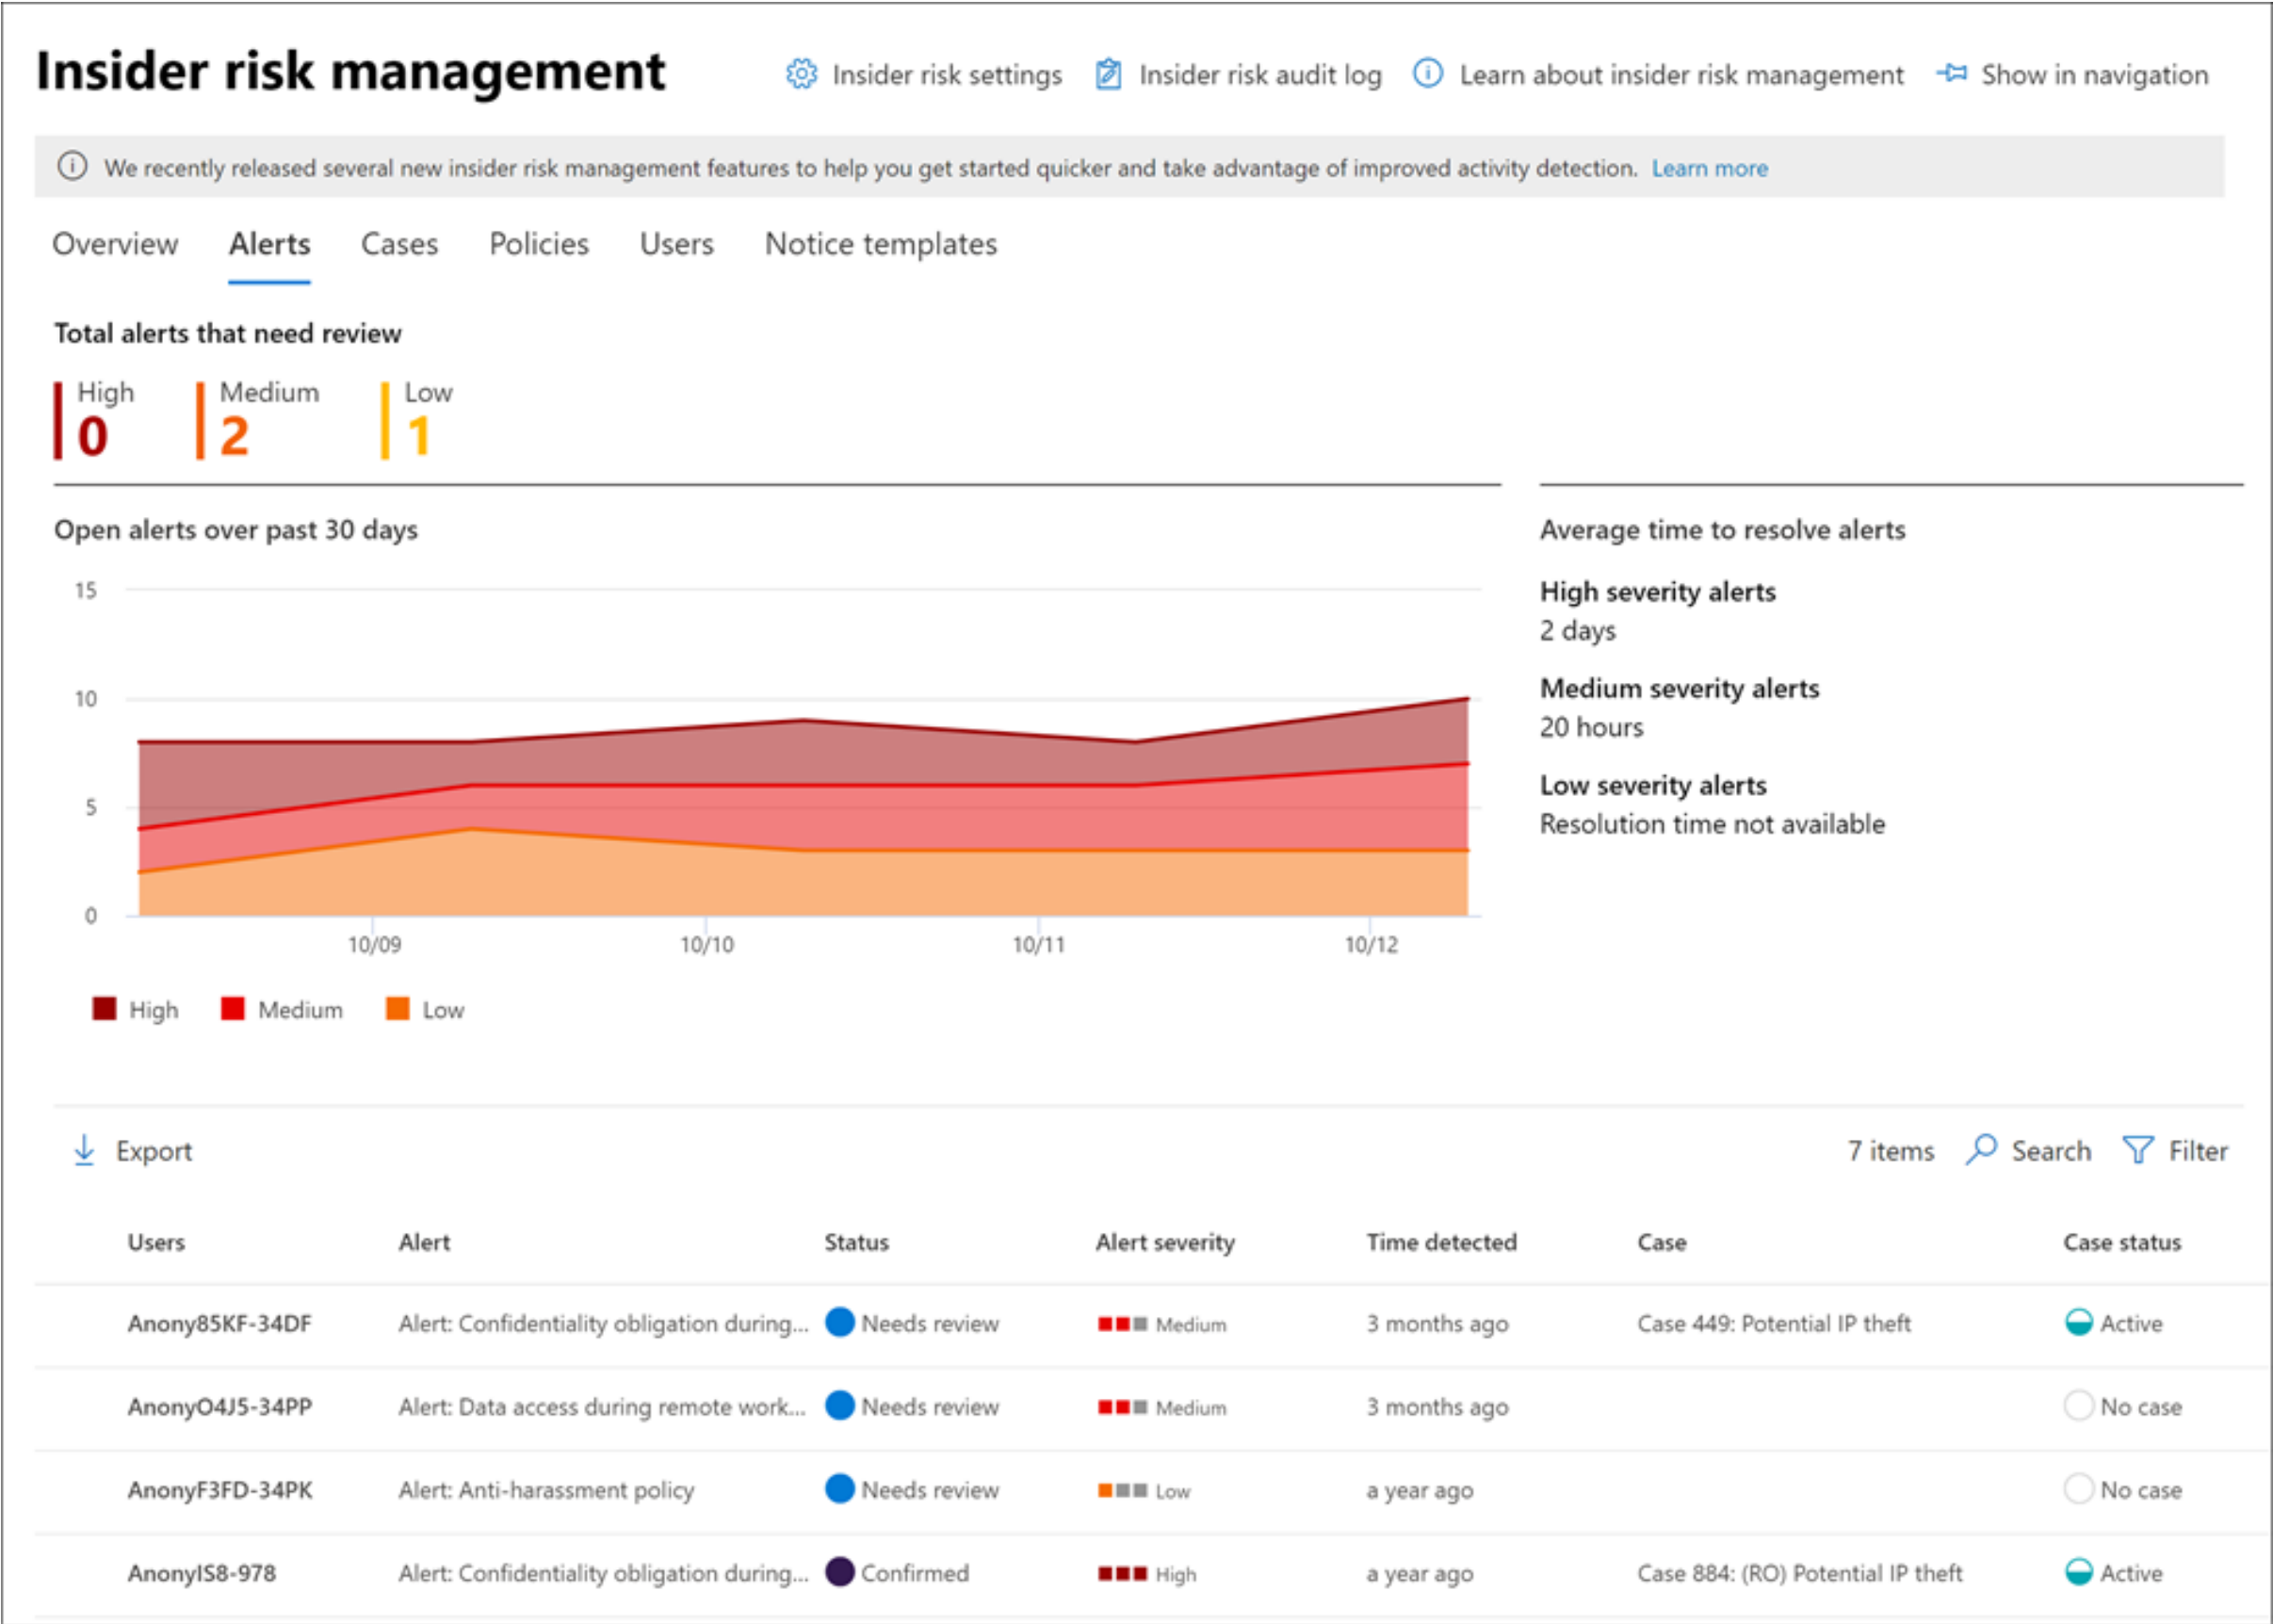 Insider risk management
Insider risk settings
Insider risk audit log
Learn about insider risk management
Show in navigation
We recently released several new insider risk management features to help you get started quicker and take advantage of improved activity detection. Learn more
Overview Alerts Cases Policies Users Notice templates
Total alerts that need review
High Medium Low
0 2 1
Open alerts over past 30 days
15
10
5
0
10/09 10/10 10/11 10/12
High Medium Low
Average time to resolve alerts
High severity alerts
2 days
Medium severity alerts
20 hours
Low severity alerts
Resolution time not available
Export 7 items Search Filter
Users Alert Status Alert severity Time detected Case Case status
Anony85KF-34DF Alert: Confidentiality obligation during... Needs review Medium 3 months ago Case 449: Potential IP theft Active
AnonyO4J5-34PP Alert: Data access during remote work... Needs review Medium 3 months ago No case
AnonyF3FD-34PK Alert: Anti-harassment policy Needs review Low a year ago No case
AnonyIS8-978 Alert: Confidentiality obligation during... Confirmed High a year ago Case 884: (RO) Potential IP theft Active